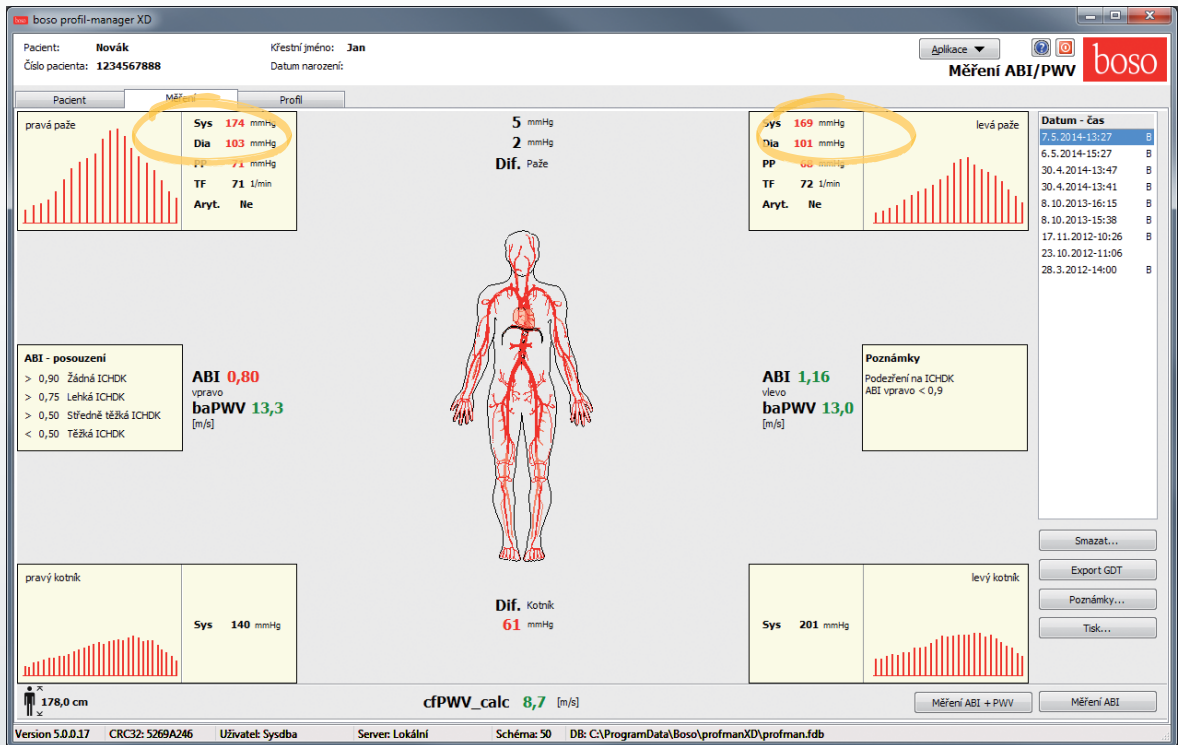 boso profil-manager XD
Pacient: Novák Křestní jméno: Jan
Číslo pacienta: 1234567888 Datum narození:
Aplikace
Měření ABI/PWV
boso
Pacient Měření Profil
pravá paže
Sys 174 mmHg
Dia 103 mmHg
PP 71 mmHg
TF 71 1/min
Aryt. Ne
5 mmHg
2 mmHg
Dif. Paže
Sys 169 mmHg
Dia 101 mmHg
PP 68 mmHg
TF 72 1/min
Aryt. Ne
levá paže
Datum - čas
7.5.2014-13:27 B
6.5.2014-15:27 B
30.4.2014-13:47 B
30.4.2014-13:41 B
8.10.2013-16:15 B
8.10.2013-15:38 B
17.11.2012-10:26 B
23.10.2012-11:06
28.3.2012-14:00 B
ABI - posouzení
> 0,90 Žádná ICHDK
> 0,75 Lehká ICHDK
> 0,50 Středně těžká ICHDK
< 0,50 Těžká ICHDK
ABI 0,80
vpravo
baPWV 13,3
[m/s]
ABI 1,16
vlevo
baPWV 13,0
[m/s]
Poznámky
Podezření na ICHDK
ABI vpravo < 0,9
Smazat...
Export GDT
Poznámky...
Tisk...
pravý kotník
Sys 140 mmHg
Dif. Kotník
61 mmHg
Sys 201 mmHg
levý kotník
178,0 cm
cfPWV_calc 8,7 [m/s]
Měření ABI + PWV
Měření ABI
Version 5.0.0.17 CRC32: 5269A246 Uživatel: Sysdba Server: Lokální Schéma: 50 DB: C:\ProgramData\Boso\profmanXD\profman.fdb